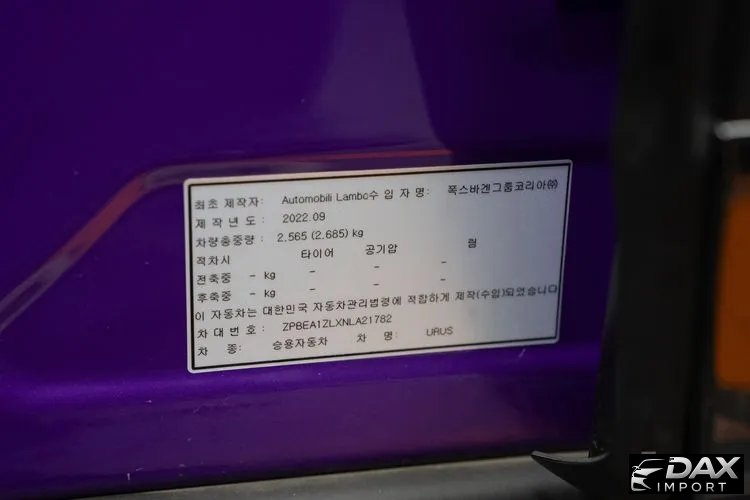 최초 제작자: Automobili Lambo수 입 자 명: 폭스바겐그룹코리아㈜
제 작 년 도 : 2022.09
차량총중량 : 2,565 (2,685) kg
적차시 타이어 공기압 림
전축중 - kg - - -
후축중 - kg - - -
이 자동차는 대한민국 자동차관리법령에 적합하게 제작(수입)되었습니다
차 대 번 호 : ZPBEA1ZLXNLA21782
차 종: 승용자동차 차 명: URUS
DAX
IMPORT